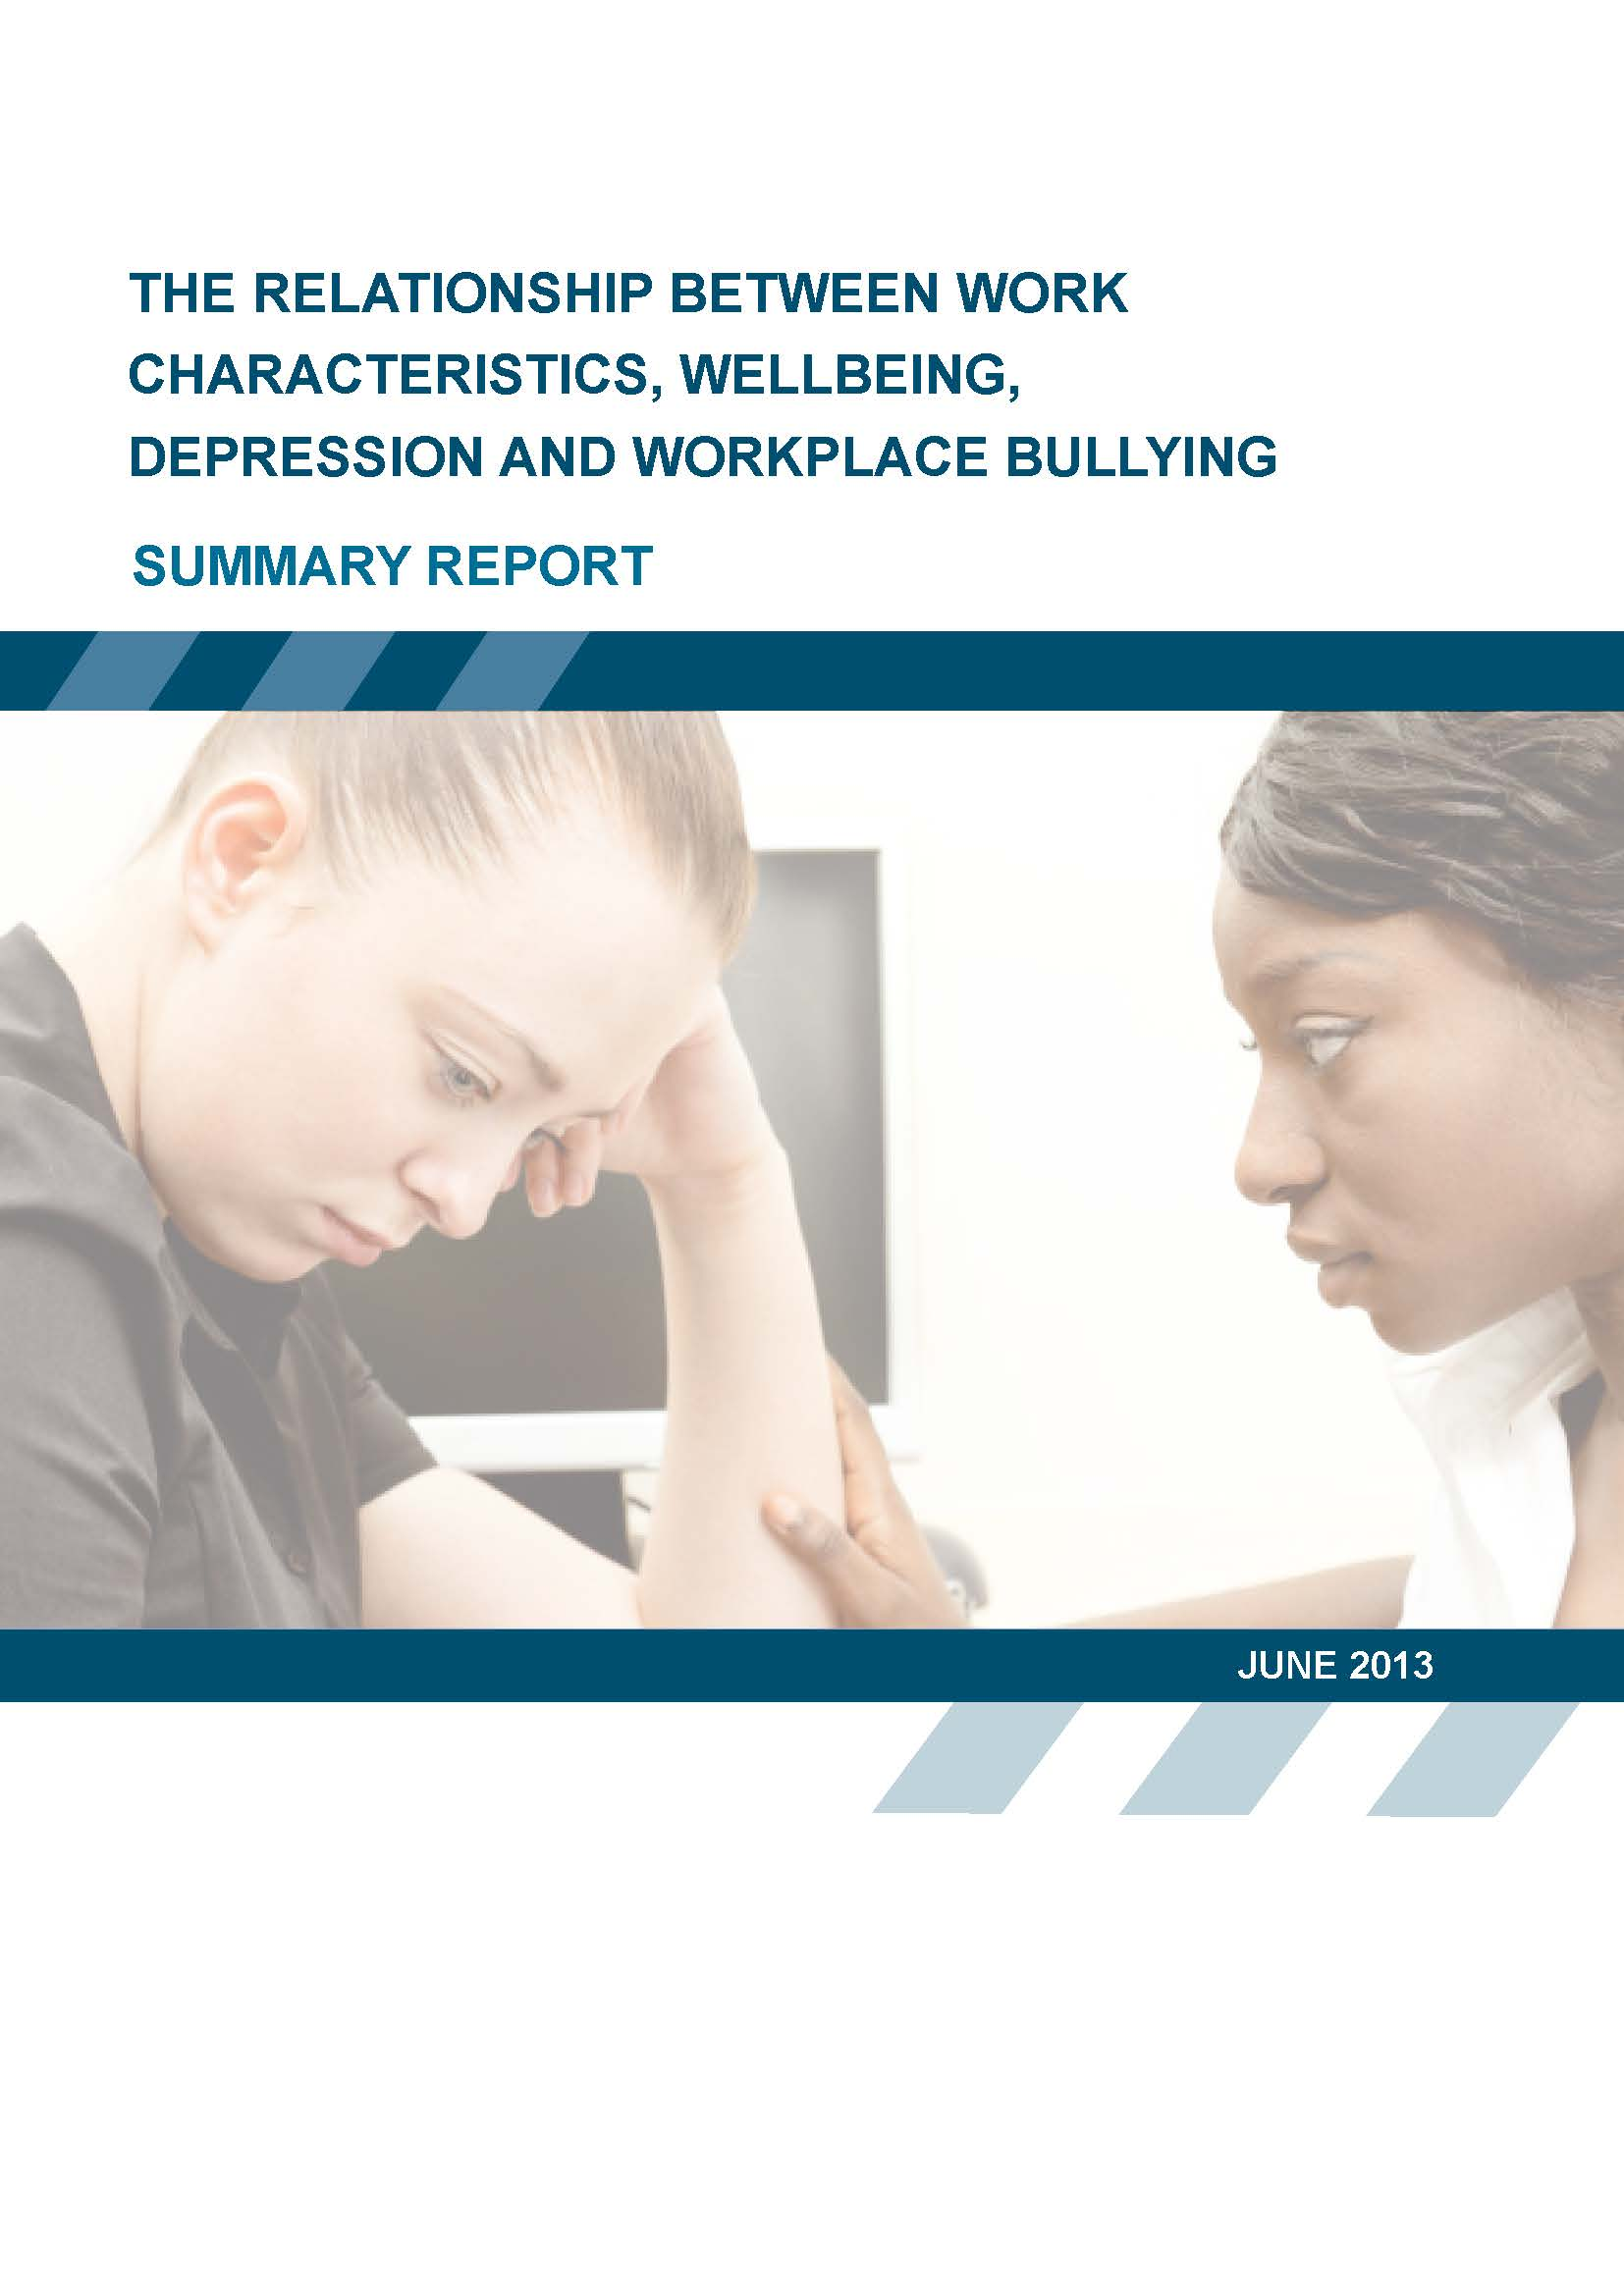 THE RELATIONSHIP BETWEEN WORK
CHARACTERISTICS, WELLBEING,
DEPRESSION AND WORKPLACE BULLYING
SUMMARY REPORT
JUNE 2013